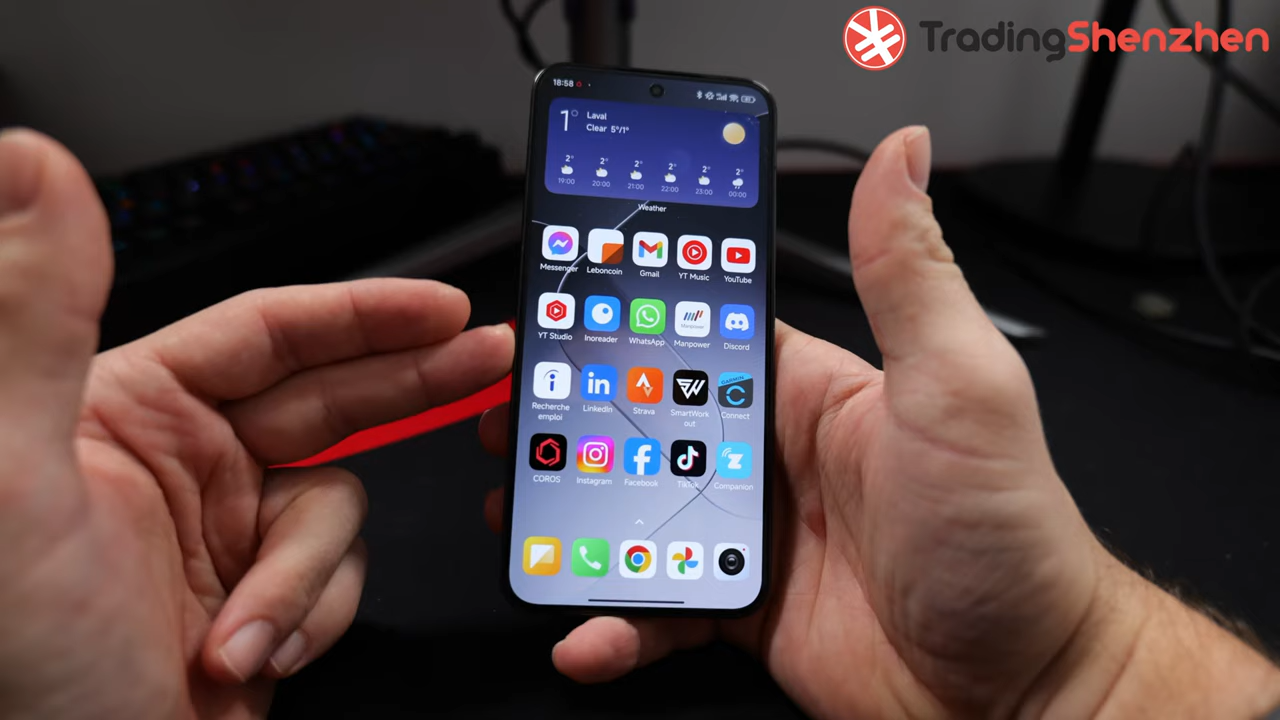 TradingShenzhen
18:58
1°
Laval
Clear 5°/1°
2° 2° 2° 2° 2° 2°
19:00 20:00 21:00 22:00 23:00 00:00
Weather
Messenger Leboncoin Gmail YT Music YouTube
Manpower
YT Studio Inoreader WhatsApp Manpower Discord
GARMIN
Recherche emploi LinkedIn Strava SmartWork out Connect
COROS Instagram Facebook TikTok Companion